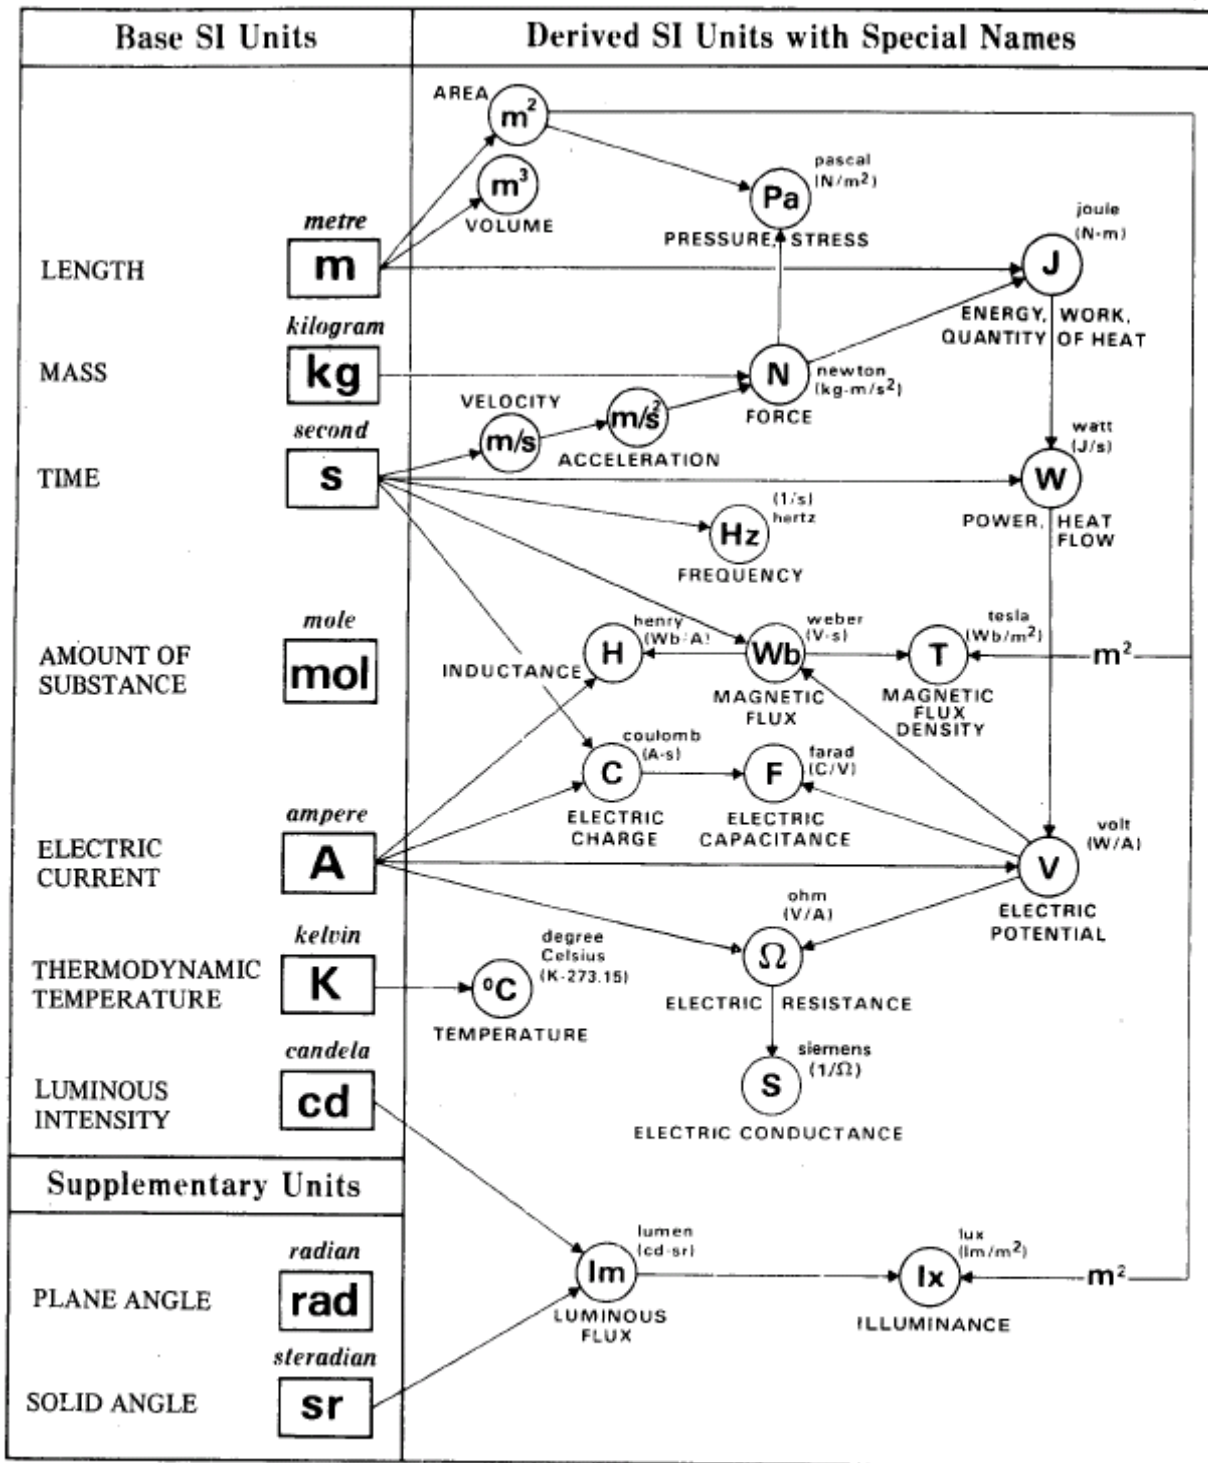 Base SI Units
Derived SI Units with Special Names
AREA
m²
m³
VOLUME
pascal
(N/m²)
Pa
PRESSURE, STRESS
joule
(N-m)
J
ENERGY, WORK,
QUANTITY OF HEAT
metre
LENGTH
m
kilogram
MASS
kg
N
newton
(kg-m/s²)
FORCE
VELOCITY
m/s
m/s²
ACCELERATION
second
TIME
s
watt
(J/s)
W
POWER, HEAT
FLOW
(1/s)
hertz
Hz
FREQUENCY
mole
AMOUNT OF
SUBSTANCE
mol
henry
(Wb/A)
H
INDUCTANCE
weber
(V-s)
Wb
MAGNETIC
FLUX
tesla
(Wb/m²)
T
MAGNETIC
FLUX
DENSITY
m²
coulomb
(A-s)
C
ELECTRIC
CHARGE
farad
(C/V)
F
ELECTRIC
CAPACITANCE
ampere
ELECTRIC
CURRENT
A
volt
(W/A)
V
ELECTRIC
POTENTIAL
ohm
(V/A)
Ω
ELECTRIC RESISTANCE
kelvin
THERMODYNAMIC
TEMPERATURE
K
degree
Celsius
(K-273.15)
⁰C
TEMPERATURE
siemens
(1/Ω)
S
ELECTRIC CONDUCTANCE
candela
LUMINOUS
INTENSITY
cd
Supplementary Units
radian
PLANE ANGLE
rad
lumen
(cd-sr)
lm
LUMINOUS
FLUX
lux
(lm/m²)
lx
ILLUMINANCE
m²
steradian
SOLID ANGLE
sr